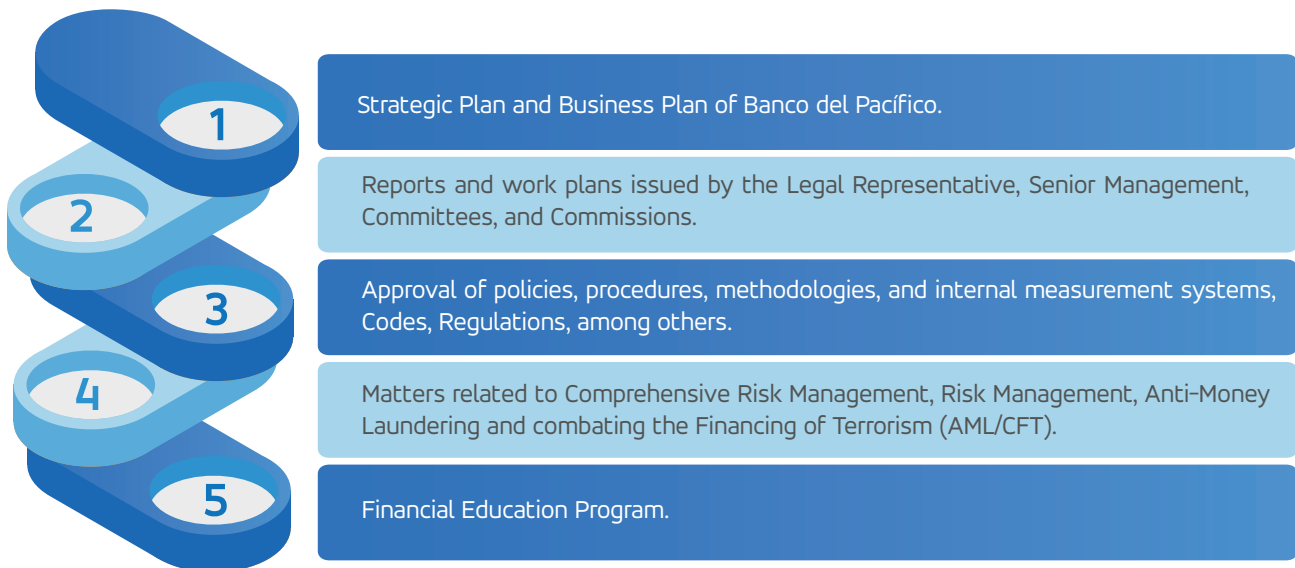 1
Strategic Plan and Business Plan of Banco del Pacífico.
2
Reports and work plans issued by the Legal Representative, Senior Management,
Committees, and Commissions.
3
Approval of policies, procedures, methodologies, and internal measurement systems,
Codes, Regulations, among others.
4
Matters related to Comprehensive Risk Management, Risk Management, Anti-Money
Laundering and combating the Financing of Terrorism (AML/CFT).
5
Financial Education Program.